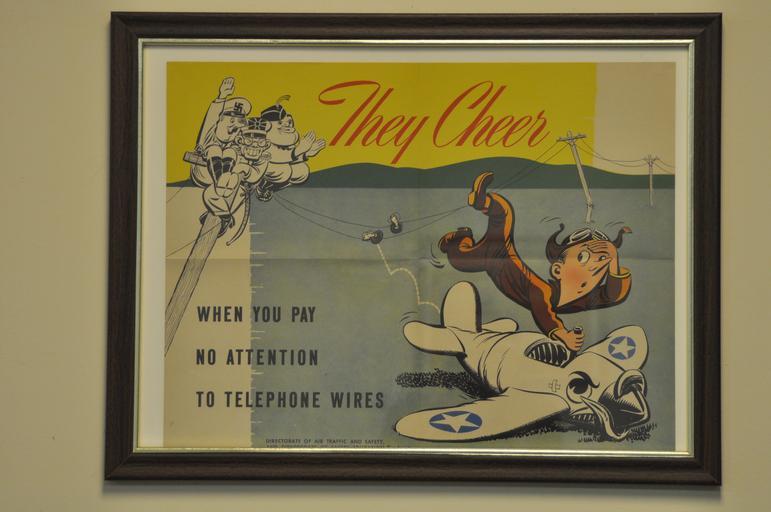 They Cheer
WHEN YOU PAY
NO ATTENTION
TO TELEPHONE WIRES
DIRECTORATE OF AIR TRAFFIC AND SAFETY,